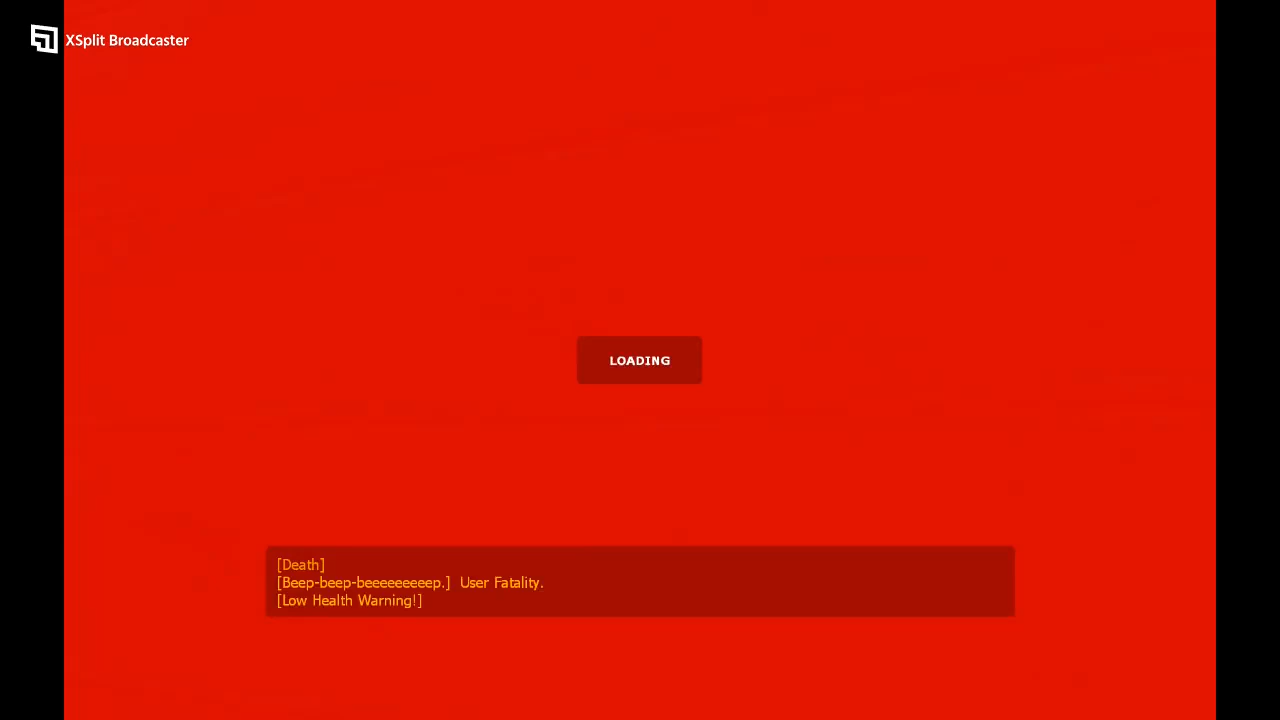 XSplit Broadcaster
LOADING
[Death]
[Beep-beep-beeeeeeeeep.]  User Fatality.
[Low Health Warning!]